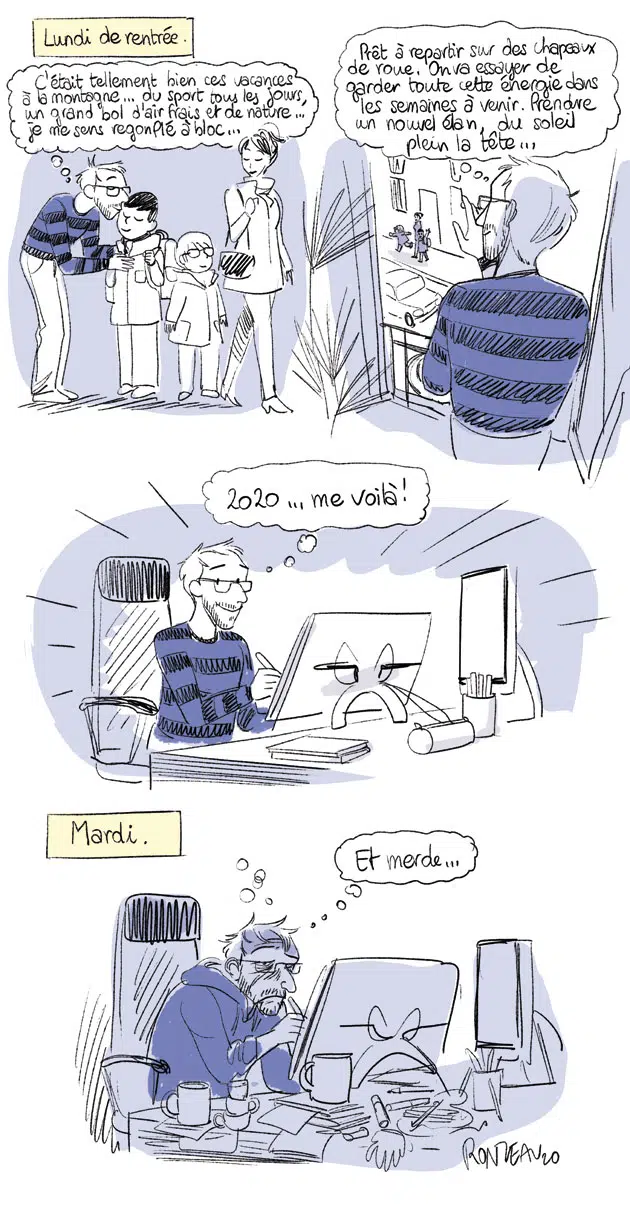 Lundi de rentrée.
C'était tellement bien ces vacances
à la montagne... du sport tous les jours,
un grand bol d'air frais et de nature...
je me sens regonflé à bloc...
Prêt à repartir sur des chapeaux
de roue. On va essayer de
garder toute cette énergie dans
les semaines à venir. Prendre
un nouvel élan, du soleil
plein la tête...
2020... me voilà!
Mardi.
Et merde...
RONZEAU 20